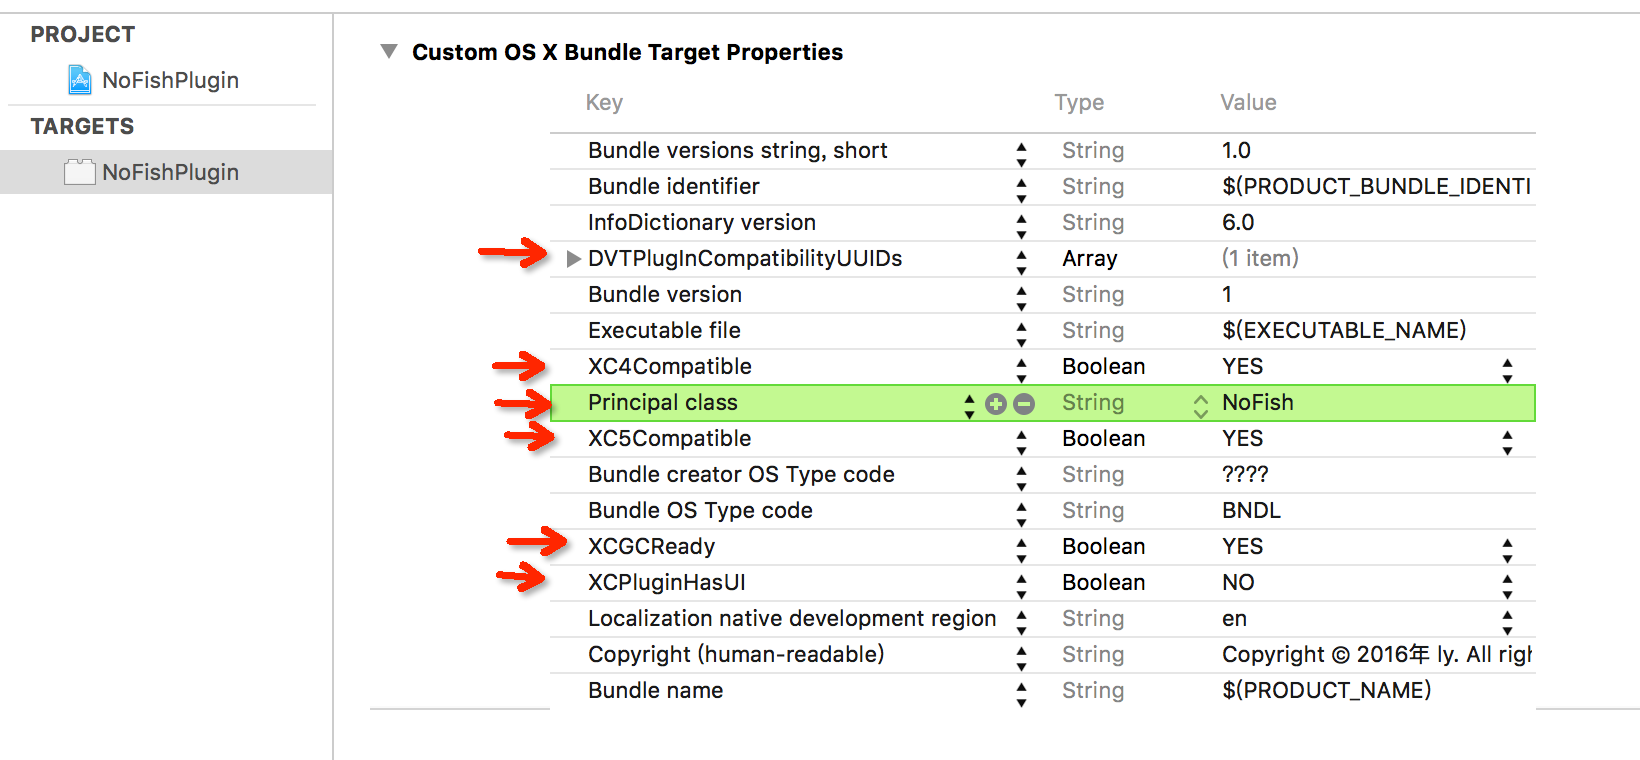 PROJECT
NoFishPlugin
TARGETS
NoFishPlugin
Custom OS X Bundle Target Properties
Key Type Value
Bundle versions string, short String 1.0
Bundle identifier String $(PRODUCT_BUNDLE_IDENTI
InfoDictionary version String 6.0
DVTPlugInCompatibilityUUIDs Array (1 item)
Bundle version String 1
Executable file String $(EXECUTABLE_NAME)
XC4Compatible Boolean YES
Principal class String NoFish
XC5Compatible Boolean YES
Bundle creator OS Type code String ????
Bundle OS Type code String BNDL
XCGCReady Boolean YES
XCPluginHasUI Boolean NO
Localization native development region String en
Copyright (human-readable) String Copyright © 2016年 ly. All righ
Bundle name String $(PRODUCT_NAME)